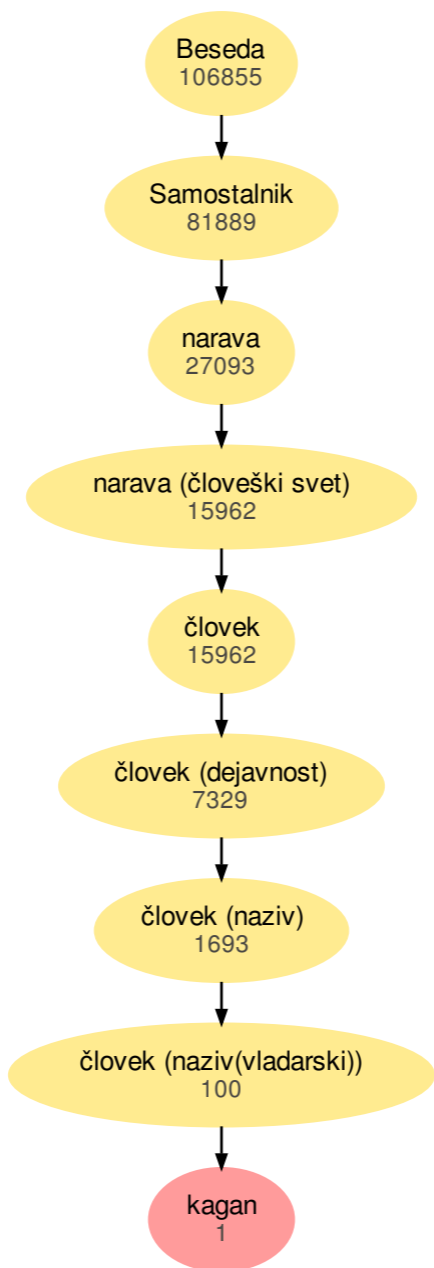 Beseda
106855
Samostalnik
81889
narava
27093
narava (človeški svet)
15962
človek
15962
človek (dejavnost)
7329
človek (naziv)
1693
človek (naziv(vladarski))
100
kagan
1